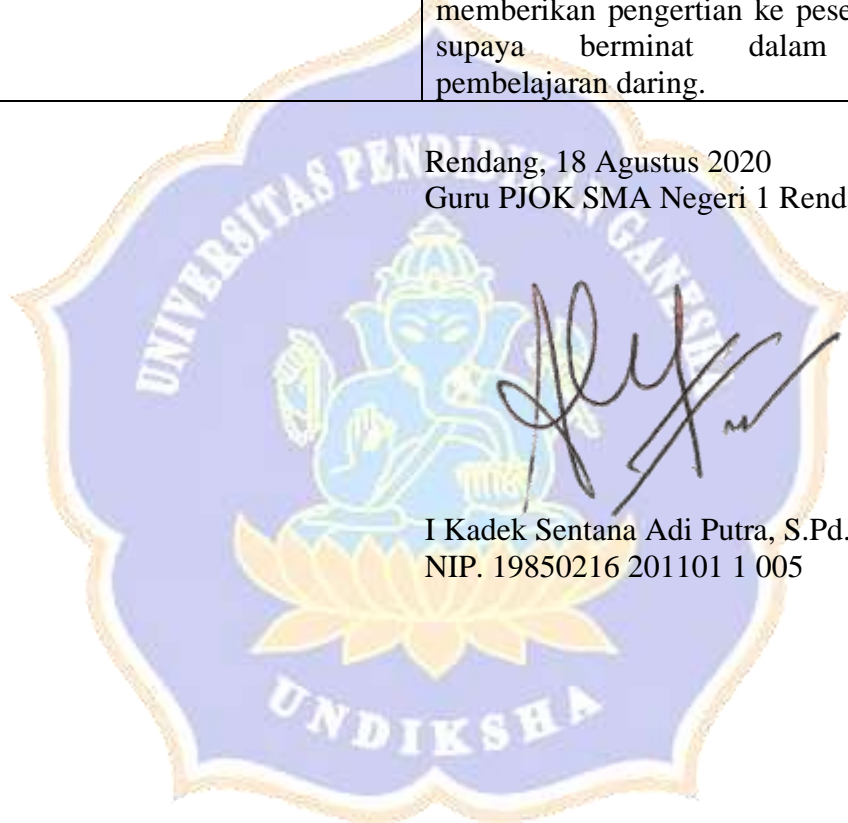 memberikan pengertian ke pese
supaya berminat dalam
pembelajaran daring.
Rendang, 18 Agustus 2020
Guru PJOK SMA Negeri 1 Rend
UNIVERSITAS PENDIDIKAN GANESHA
I Kadek Sentana Adi Putra, S.Pd.
NIP. 19850216 201101 1 005
UNDIKSHA